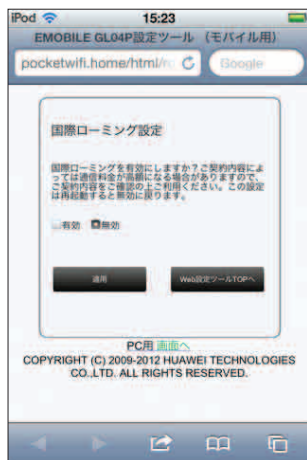 iPod 15:23
EMOBILE GL04P設定ツール （モバイル用）
pocketwifi.home/html/ Google
国際ローミング設定
国際ローミングを有効にしますか？ご契約内容によ
っては通信料金が高額になる場合がありますので、
ご契約内容をご確認の上ご利用ください。この設定
は再起動すると無効に戻ります。
有効 無効
適用 Web設定ツールTOPへ
PC用 画面へ
COPYRIGHT (C) 2009-2012 HUAWEI TECHNOLOGIES
CO.,LTD. ALL RIGHTS RESERVED.